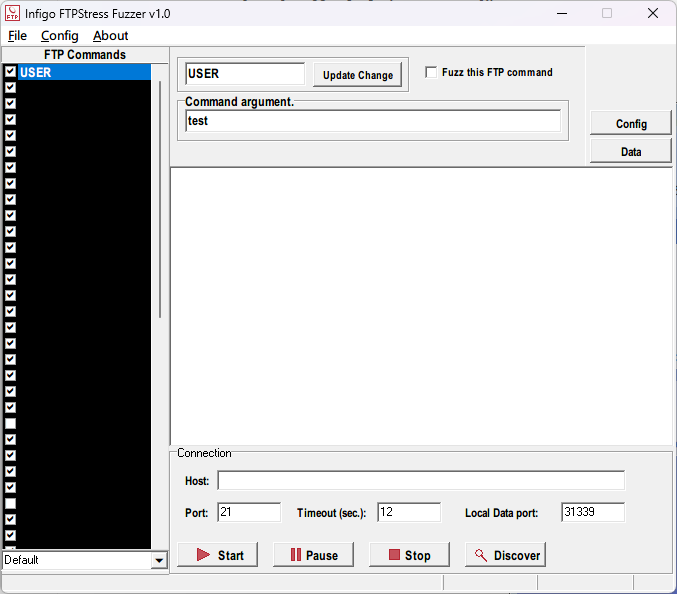 Infigo FTPStress Fuzzer v1.0
File Config About
FTP Commands
USER
USER
Update Change
Fuzz this FTP command
Command argument.
test
Config
Data
Connection
Host:
Port: 21 Timeout (sec.): 12 Local Data port: 31339
Default
Start Pause Stop Discover